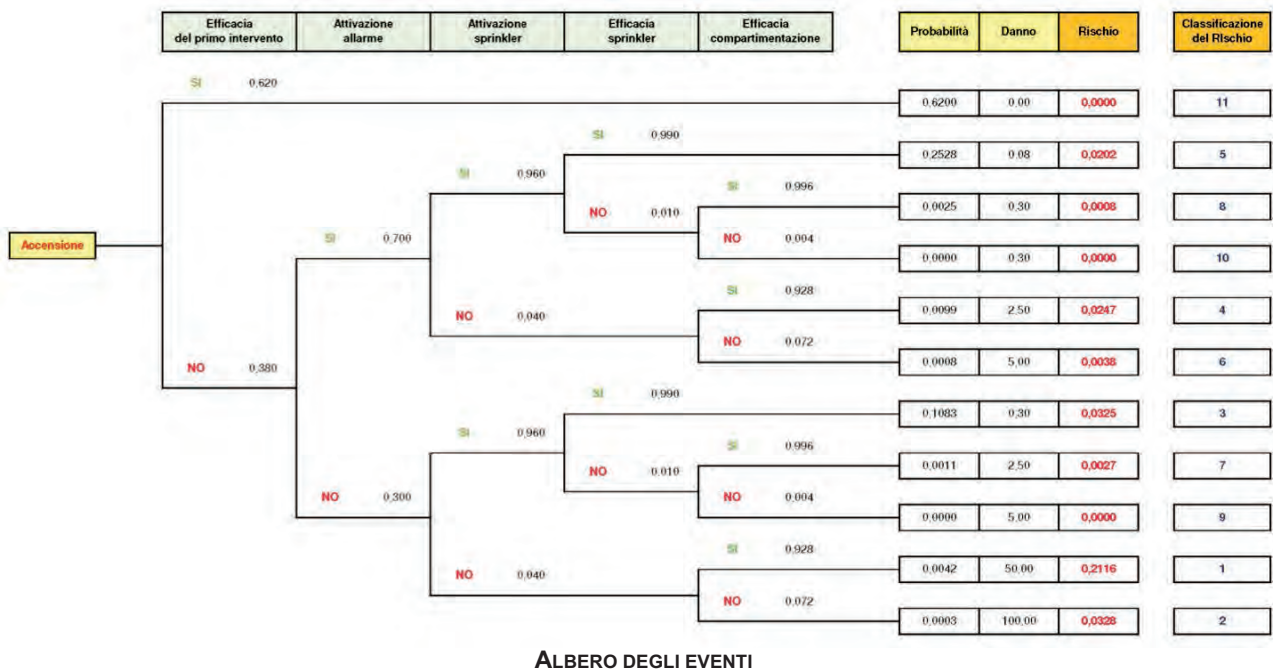 Efficacia
del primo intervento
Attivazione
allarme
Attivazione
sprinkler
Efficacia
sprinkler
Efficacia
compartimentazione
Probabilità
Danno
Rischio
Classificazione
del RIschio
SI 0,620
0,6200 0,00 0,0000 11
SI 0,990
0,2528 0,08 0,0202 5
SI 0,960
SI 0,996
0,0025 0,30 0,0008 8
NO 0,010
Accensione
SI 0,700
NO 0,004
0,0000 0,30 0,0000 10
SI 0,928
0,0099 2,50 0,0247 4
NO 0,040
NO 0,072
0,0008 5,00 0,0038 6
NO 0,380
SI 0,990
0,1083 0,30 0,0325 3
SI 0,960
SI 0,996
0,0011 2,50 0,0027 7
NO 0,010
NO 0,300
NO 0,004
0,0000 5,00 0,0000 9
SI 0,928
0,0042 50,00 0,2116 1
NO 0,040
NO 0,072
0,0003 100,00 0,0328 2
ALBERO DEGLI EVENTI